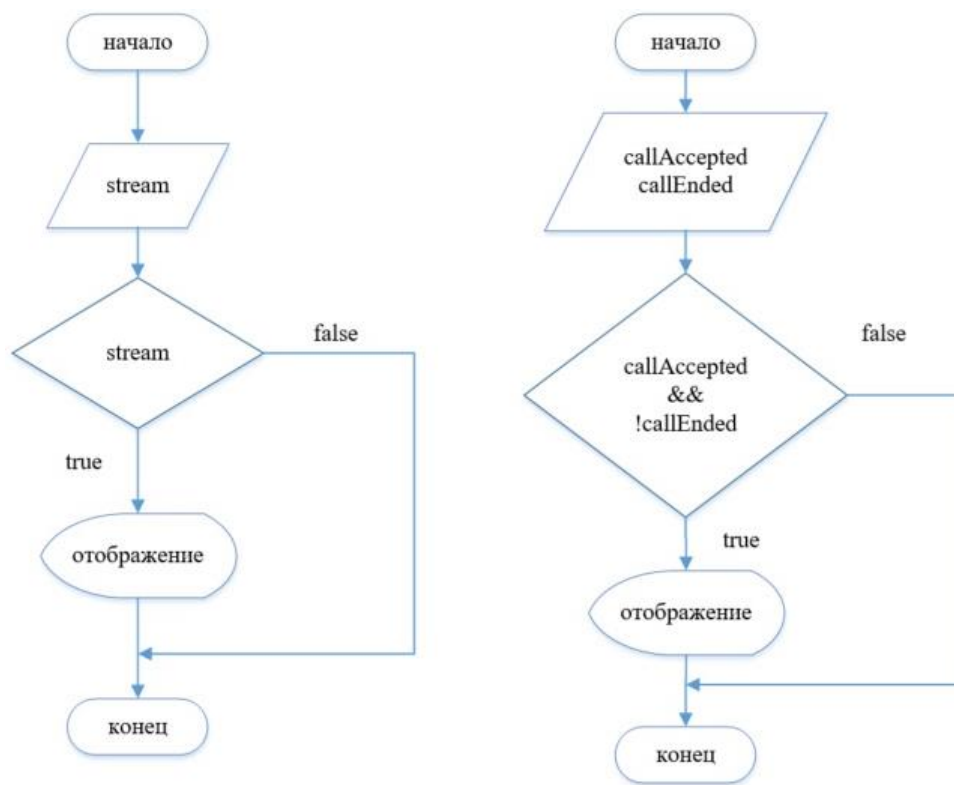 начало
stream
stream
false
true
отображение
конец
начало
callAccepted
callEnded
callAccepted
&&
!callEnded
false
true
отображение
конец